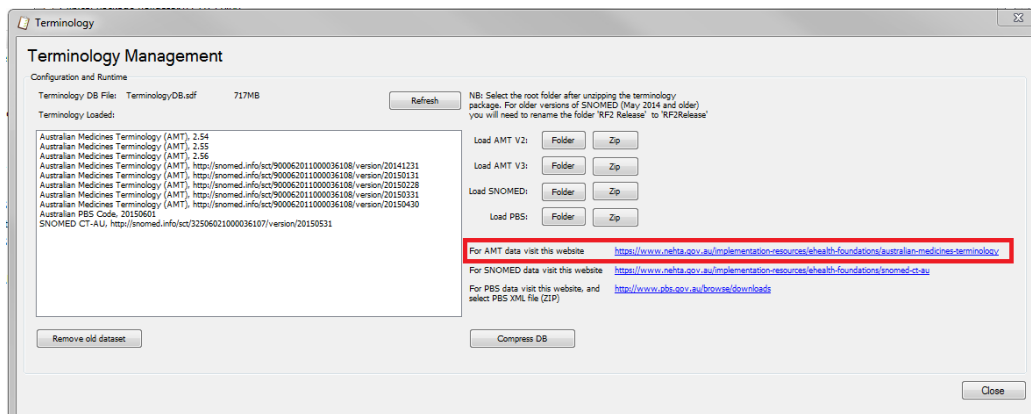 Terminology
Terminology Management
Configuration and Runtime
Terminology DB File: TerminologyDB.sdf 717MB
Refresh
Terminology Loaded:
Australian Medicines Terminology (AMT), 2.54
Australian Medicines Terminology (AMT), 2.55
Australian Medicines Terminology (AMT), 2.56
Australian Medicines Terminology (AMT), http://snomed.info/sct/900062011000036108/version/20141231
Australian Medicines Terminology (AMT), http://snomed.info/sct/900062011000036108/version/20150131
Australian Medicines Terminology (AMT), http://snomed.info/sct/900062011000036108/version/20150228
Australian Medicines Terminology (AMT), http://snomed.info/sct/900062011000036108/version/20150331
Australian Medicines Terminology (AMT), http://snomed.info/sct/900062011000036108/version/20150430
Australian PBS Code, 20150601
SNOMED CT-AU, http://snomed.info/sct/32506021000036107/version/20150531
Remove old dataset
NB: Select the root folder after unzipping the terminology
package. For older versions of SNOMED (May 2014 and older)
you will need to rename the folder 'RF2 Release' to 'RF2Release'
Load AMT V2: Folder Zip
Load AMT V3: Folder Zip
Load SNOMED: Folder Zip
Load PBS: Folder Zip
For AMT data visit this website https://www.nehta.gov.au/implementation-resources/ehealth-foundations/australian-medicines-terminology
For SNOMED data visit this website https://www.nehta.gov.au/implementation-resources/ehealth-foundations/snomed-ct-au
For PBS data visit this website, and http://www.pbs.gov.au/browse/downloads
select PBS XML file (ZIP)
Compress DB
Close